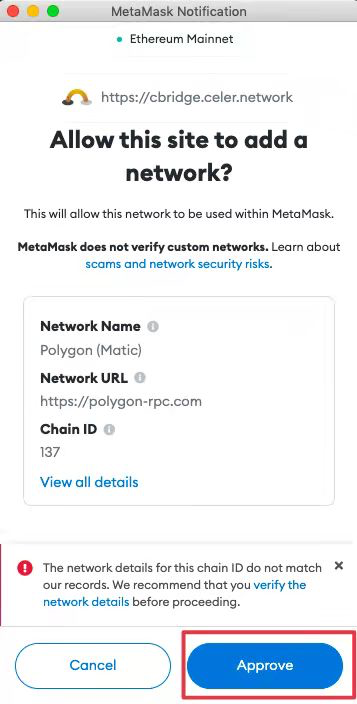 MetaMask Notification
Ethereum Mainnet
https://cbridge.celer.network
Allow this site to add a
network?
This will allow this network to be used within MetaMask.
MetaMask does not verify custom networks. Learn about
scams and network security risks.
Network Name
Polygon (Matic)
Network URL
https://polygon-rpc.com
Chain ID
137
View all details
The network details for this chain ID do not match
our records. We recommend that you verify the
network details before proceeding.
Cancel
Approve